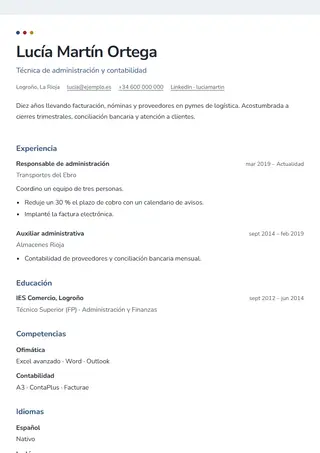 Lucía Martín Ortega
Técnica de administración y contabilidad
Logroño, La Rioja lucia@ejemplo.es +34 600 000 000 LinkedIn · luciamartin
Diez años llevando facturación, nóminas y proveedores en pymes de logística. Acostumbrada a
cierres trimestrales, conciliación bancaria y atención a clientes.
Experiencia
Responsable de administración mar 2019 – Actualidad
Transportes del Ebro
Coordino un equipo de tres personas.
• Reduje un 30 % el plazo de cobro con un calendario de avisos.
• Implanté la factura electrónica.
Auxiliar administrativa sept 2014 – feb 2019
Almacenes Rioja
• Contabilidad de proveedores y conciliación bancaria mensual.
Educación
IES Comercio, Logroño sept 2012 – jun 2014
Técnico Superior (FP) · Administración y Finanzas
Competencias
Ofimática
Excel avanzado · Word · Outlook
Contabilidad
A3 · ContaPlus · Facturae
Idiomas
Español
Nativo